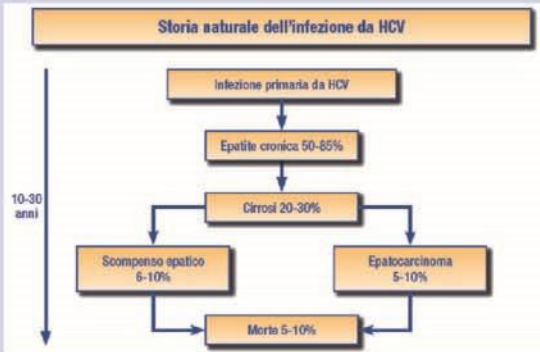 Storia naturale dell'infezione da HCV
Infezione primaria da HCV
Epatite cronica 50-85%
10-30
anni
Cirrosi 20-30%
Scompenso epatico
6-10%
Epatocarcinoma
5-10%
Morte 5-10%